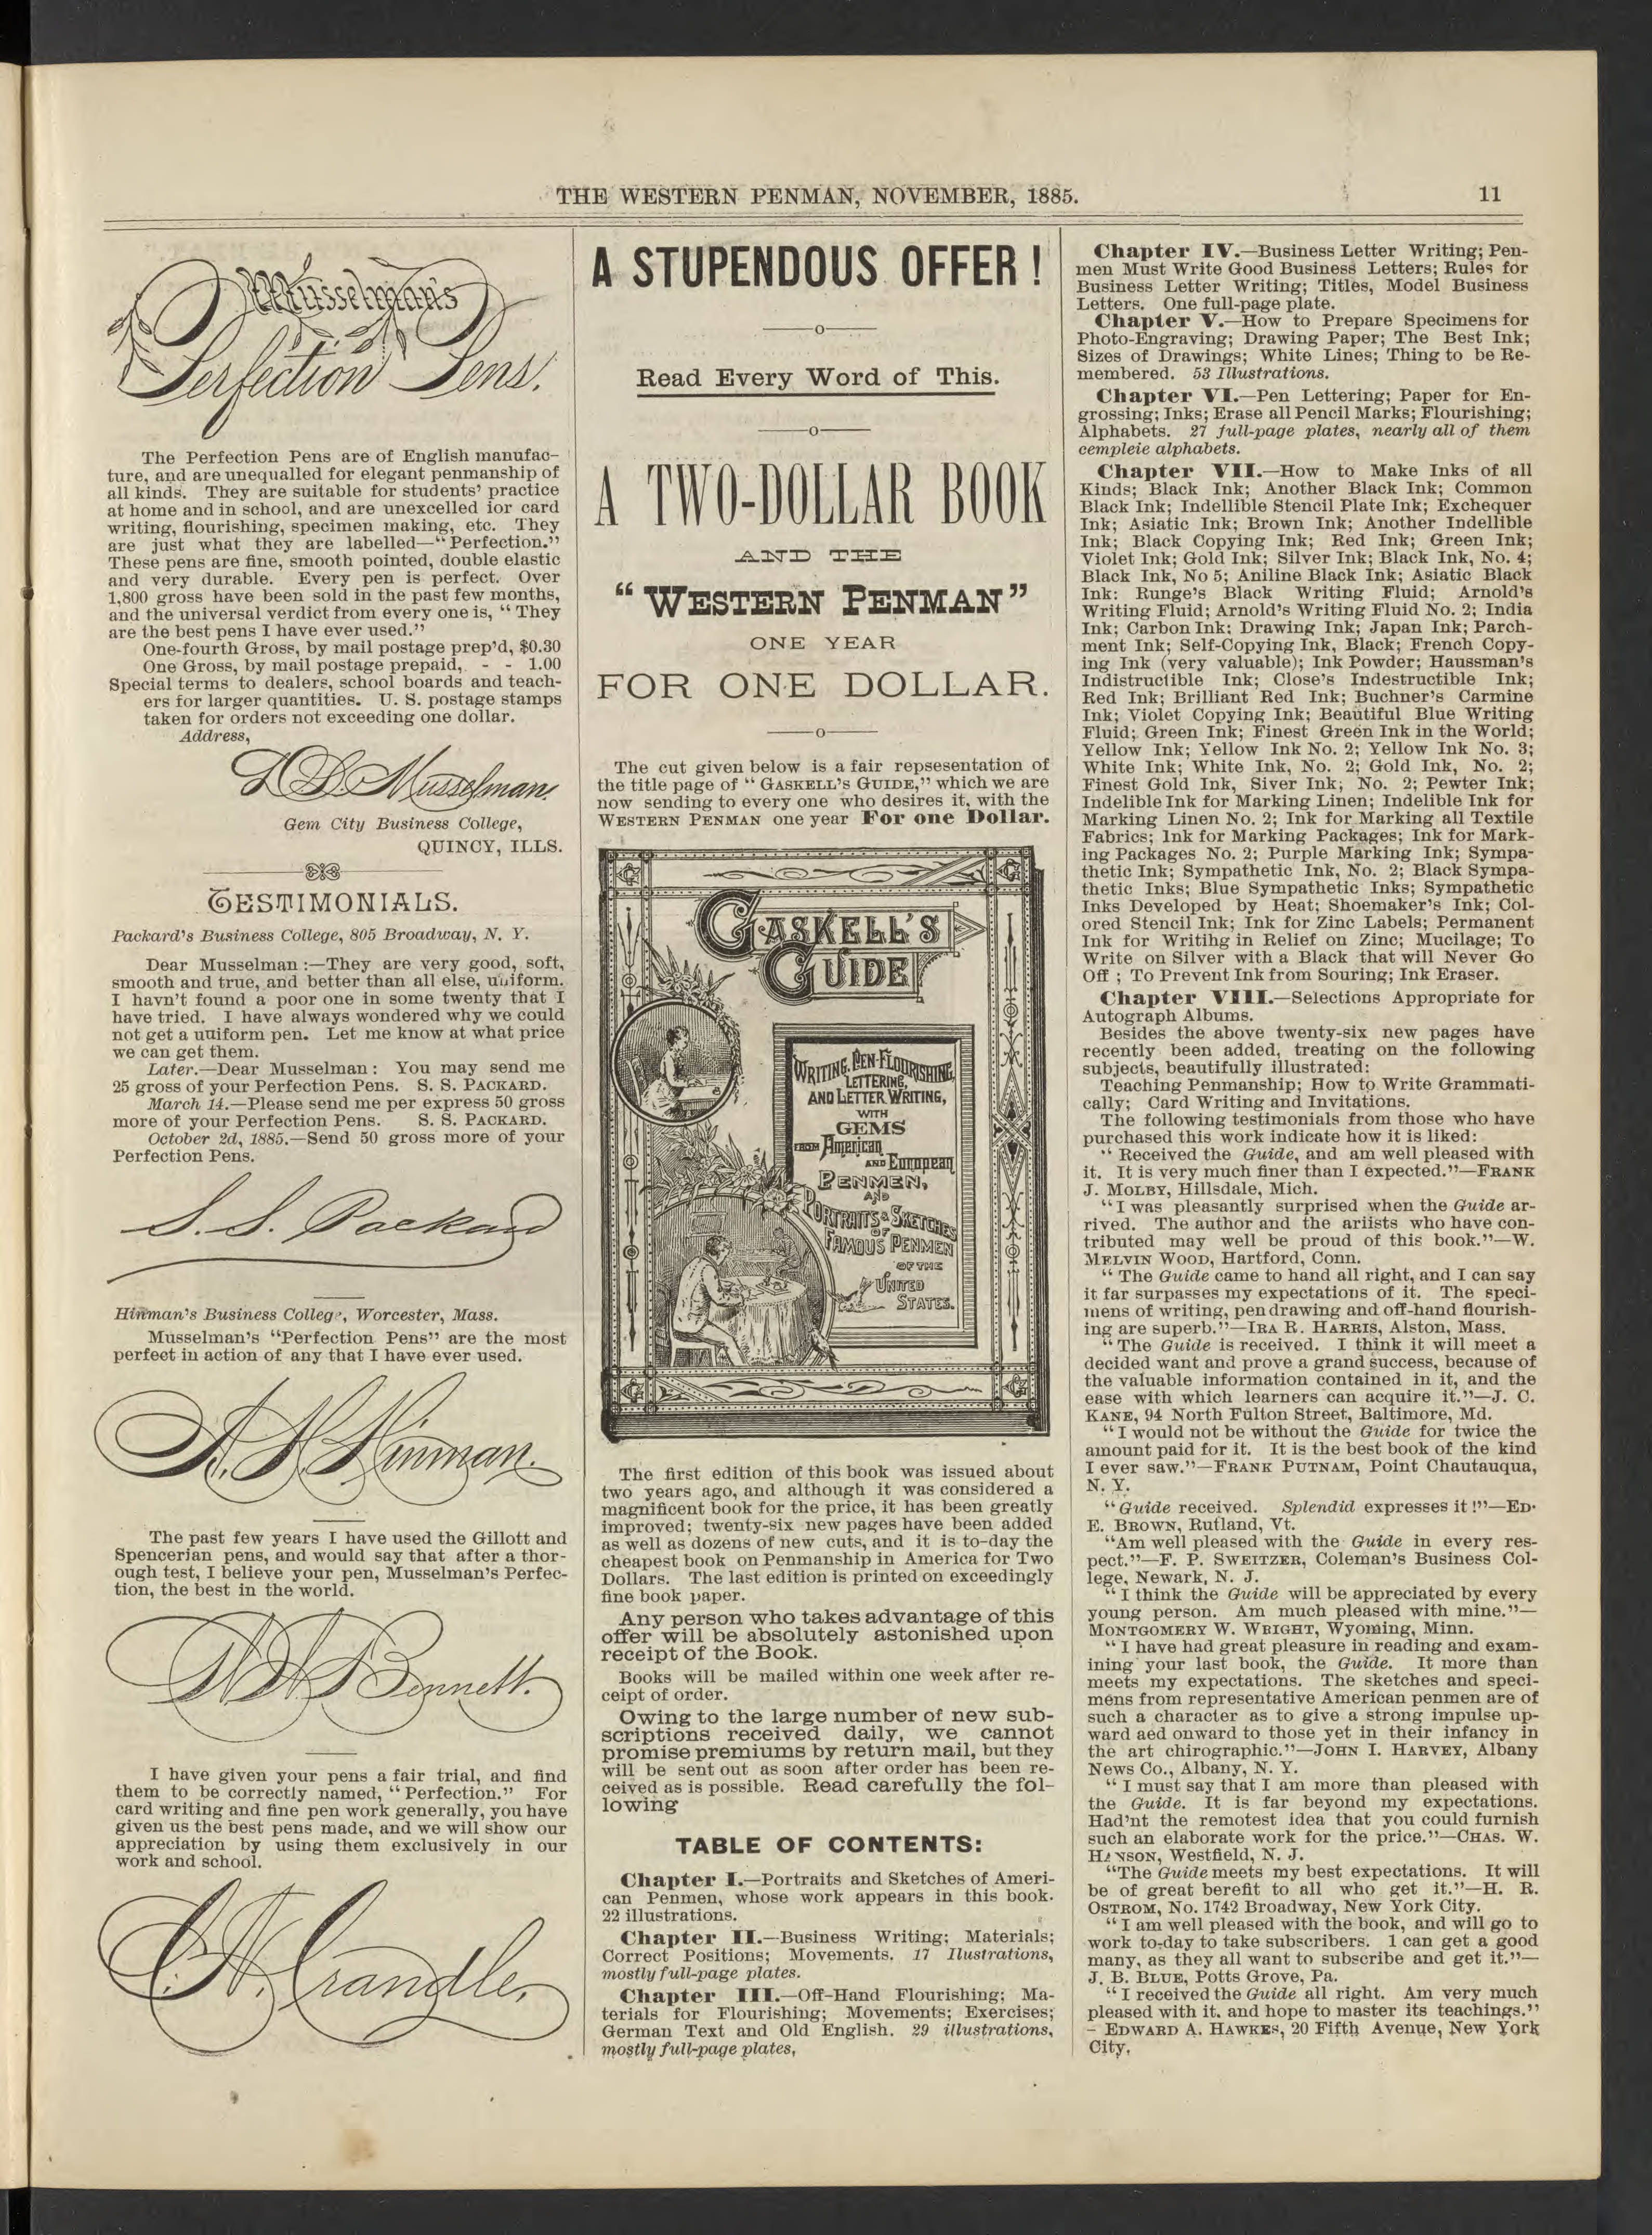 THE WESTERN PENMAN, NOVEMBER, 1885.
11
Musselman's
Perfection Pens.
The Perfection Pens are of English manufac-
ture, and are unequalled for elegant penmanship of
all kinds. They are suitable for students' practice
at home and in school, and are unexcelled ior card
writing, flourishing, specimen making, etc. They
are just what they are labelled—"Perfection."
These pens are fine, smooth pointed, double elastic
and very durable. Every pen is perfect. Over
1,800 gross have been sold in the past few months,
and the universal verdict from every one is, "They
are the best pens I have ever used."
One-fourth Gross, by mail postage prep'd, $0.30
One Gross, by mail postage prepaid, - - 1.00
Special terms to dealers, school boards and teach-
ers for larger quantities. U. S. postage stamps
taken for orders not exceeding one dollar.
Address,
D. L. Musselman.
Gem City Business College,
QUINCY, ILLS.
TESTIMONIALS.
Packard's Business College, 805 Broadway, N. Y.
Dear Musselman:—They are very good, soft,
smooth and true, and better than all else, uniform.
I havn't found a poor one in some twenty that I
have tried. I have always wondered why we could
not get a uuiform pen. Let me know at what price
we can get them.
Later.—Dear Musselman: You may send me
25 gross of your Perfection Pens. S. S. PACKARD.
March 14.—Please send me per express 50 gross
more of your Perfection Pens. S. S. PACKARD.
October 2d, 1885.—Send 50 gross more of your
Perfection Pens.
S. S. Packard
Hinman's Business College, Worcester, Mass.
Musselman's "Perfection Pens" are the most
perfect in action of any that I have ever used.
A. H. Hinman.
The past few years I have used the Gillott and
Spencerian pens, and would say that after a thor-
ough test, I believe your pen, Musselman's Perfec-
tion, the best in the world.
Bennett.
I have given your pens a fair trial, and find
them to be correctly named, "Perfection." For
card writing and fine pen work generally, you have
given us the best pens made, and we will show our
appreciation by using them exclusively in our
work and school.
C. N. Crandle.
A STUPENDOUS OFFER!
Read Every Word of This.
A TWO-DOLLAR BOOK
AND THE
"WESTERN PENMAN"
ONE YEAR
FOR ONE DOLLAR.
The cut given below is a fair repsesentation of
the title page of "GASKELL'S GUIDE," which we are
now sending to every one who desires it, with the
WESTERN PENMAN one year For one Dollar.
GASKELL'S
GUIDE
WRITING, PEN-FLOURISHING,
LETTERING,
AND LETTER WRITING,
WITH
GEMS
FROM American
AND European
PENMEN,
AND
PORTRAITS & SKETCHES
OF
FAMOUS PENMEN
OF THE
UNITED
STATES.
The first edition of this book was issued about
two years ago, and although it was considered a
magnificent book for the price, it has been greatly
improved; twenty-six new pages have been added
as well as dozens of new cuts, and it is to-day the
cheapest book on Penmanship in America for Two
Dollars. The last edition is printed on exceedingly
fine book paper.
Any person who takes advantage of this
offer will be absolutely astonished upon
receipt of the Book.
Books will be mailed within one week after re-
ceipt of order.
Owing to the large number of new sub-
scriptions received daily, we cannot
promise premiums by return mail, but they
will be sent out as soon after order has been re-
ceived as is possible. Read carefully the fol-
lowing
TABLE OF CONTENTS:
Chapter I.—Portraits and Sketches of Ameri-
can Penmen, whose work appears in this book.
22 illustrations.
Chapter II.—Business Writing; Materials;
Correct Positions; Movements. 17 Ilustrations,
mostly full-page plates.
Chapter III.—Off-Hand Flourishing; Ma-
terials for Flourishing; Movements; Exercises;
German Text and Old English. 29 illustrations,
mostly full-page plates,
Chapter IV.—Business Letter Writing; Pen-
men Must Write Good Business Letters; Rules for
Business Letter Writing; Titles, Model Business
Letters. One full-page plate.
Chapter V.—How to Prepare Specimens for
Photo-Engraving; Drawing Paper; The Best Ink;
Sizes of Drawings; White Lines; Thing to be Re-
membered. 53 Illustrations.
Chapter VI.—Pen Lettering; Paper for En-
grossing; Inks; Erase all Pencil Marks; Flourishing;
Alphabets. 27 full-page plates, nearly all of them
cempleie alphabets.
Chapter VII.—How to Make Inks of all
Kinds; Black Ink; Another Black Ink; Common
Black Ink; Indellible Stencil Plate Ink; Exchequer
Ink; Asiatic Ink; Brown Ink; Another Indellible
Ink; Black Copying Ink; Red Ink; Green Ink;
Violet Ink; Gold Ink; Silver Ink; Black Ink, No. 4;
Black Ink, No 5; Aniline Black Ink; Asiatic Black
Ink: Runge's Black Writing Fluid; Arnold's
Writing Fluid; Arnold's Writing Fluid No. 2; India
Ink; Carbon Ink; Drawing Ink; Japan Ink; Parch-
ment Ink; Self-Copying Ink, Black; French Copy-
ing Ink (very valuable); Ink Powder; Haussman's
Indistructible Ink; Close's Indestructible Ink;
Red Ink; Brilliant Red Ink; Buchner's Carmine
Ink; Violet Copying Ink; Beautiful Blue Writing
Fluid; Green Ink; Finest Green Ink in the World;
Yellow Ink; Yellow Ink No. 2; Yellow Ink No. 3;
White Ink; White Ink, No. 2; Gold Ink, No. 2;
Finest Gold Ink, Siver Ink; No. 2; Pewter Ink;
Indelible Ink for Marking Linen; Indelible Ink for
Marking Linen No. 2; Ink for Marking all Textile
Fabrics; Ink for Marking Packages; Ink for Mark-
ing Packages No. 2; Purple Marking Ink; Sympa-
thetic Ink; Sympathetic Ink, No. 2; Black Sympa-
thetic Inks; Blue Sympathetic Inks; Sympathetic
Inks Developed by Heat; Shoemaker's Ink; Col-
ored Stencil Ink; Ink for Zinc Labels; Permanent
Ink for Writihg in Relief on Zinc; Mucilage; To
Write on Silver with a Black that will Never Go
Off; To Prevent Ink from Souring; Ink Eraser.
Chapter VIII.—Selections Appropriate for
Autograph Albums.
Besides the above twenty-six new pages have
recently been added, treating on the following
subjects, beautifully illustrated:
Teaching Penmanship; How to Write Grammati-
cally; Card Writing and Invitations.
The following testimonials from those who have
purchased this work indicate how it is liked:
"Received the Guide, and am well pleased with
it. It is very much finer than I expected."—FRANK
J. MOLBY, Hillsdale, Mich.
"I was pleasantly surprised when the Guide ar-
rived. The author and the ariists who have con-
tributed may well be proud of this book."—W.
MELVIN WOOD, Hartford, Conn.
"The Guide came to hand all right, and I can say
it far surpasses my expectations of it. The speci-
mens of writing, pen drawing and off-hand flourish-
ing are superb."—IRA R. HARRIS, Alston, Mass.
"The Guide is received. I think it will meet a
decided want and prove a grand success, because of
the valuable information contained in it, and the
ease with which learners can acquire it."—J. C.
KANE, 94 North Fulton Street, Baltimore, Md.
"I would not be without the Guide for twice the
amount paid for it. It is the best book of the kind
I ever saw."—FRANK PUTNAM, Point Chautauqua,
N. Y.
"Guide received. Splendid expresses it!"—ED.
E. BROWN, Rutland, Vt.
"Am well pleased with the Guide in every res-
pect."—F. P. SWEITZER, Coleman's Business Col-
lege, Newark, N. J.
"I think the Guide will be appreciated by every
young person. Am much pleased with mine."—
MONTGOMERY W. WRIGHT, Wyoming, Minn.
"I have had great pleasure in reading and exam-
ining your last book, the Guide. It more than
meets my expectations. The sketches and speci-
mens from representative American penmen are of
such a character as to give a strong impulse up-
ward aed onward to those yet in their infancy in
the art chirographic."—JOHN I. HARVEY, Albany
News Co., Albany, N. Y.
"I must say that I am more than pleased with
the Guide. It is far beyond my expectations.
Had'nt the remotest idea that you could furnish
such an elaborate work for the price."—CHAS. W.
HANSON, Westfield, N. J.
"The Guide meets my best expectations. It will
be of great berefit to all who get it."—H. R.
OSTROM, No. 1742 Broadway, New York City.
"I am well pleased with the book, and will go to
work to-day to take subscribers. I can get a good
many, as they all want to subscribe and get it."—
J. B. BLUE, Potts Grove, Pa.
"I received the Guide all right. Am very much
pleased with it, and hope to master its teachings."
– EDWARD A. HAWKES, 20 Fifth Avenue, New York
City.